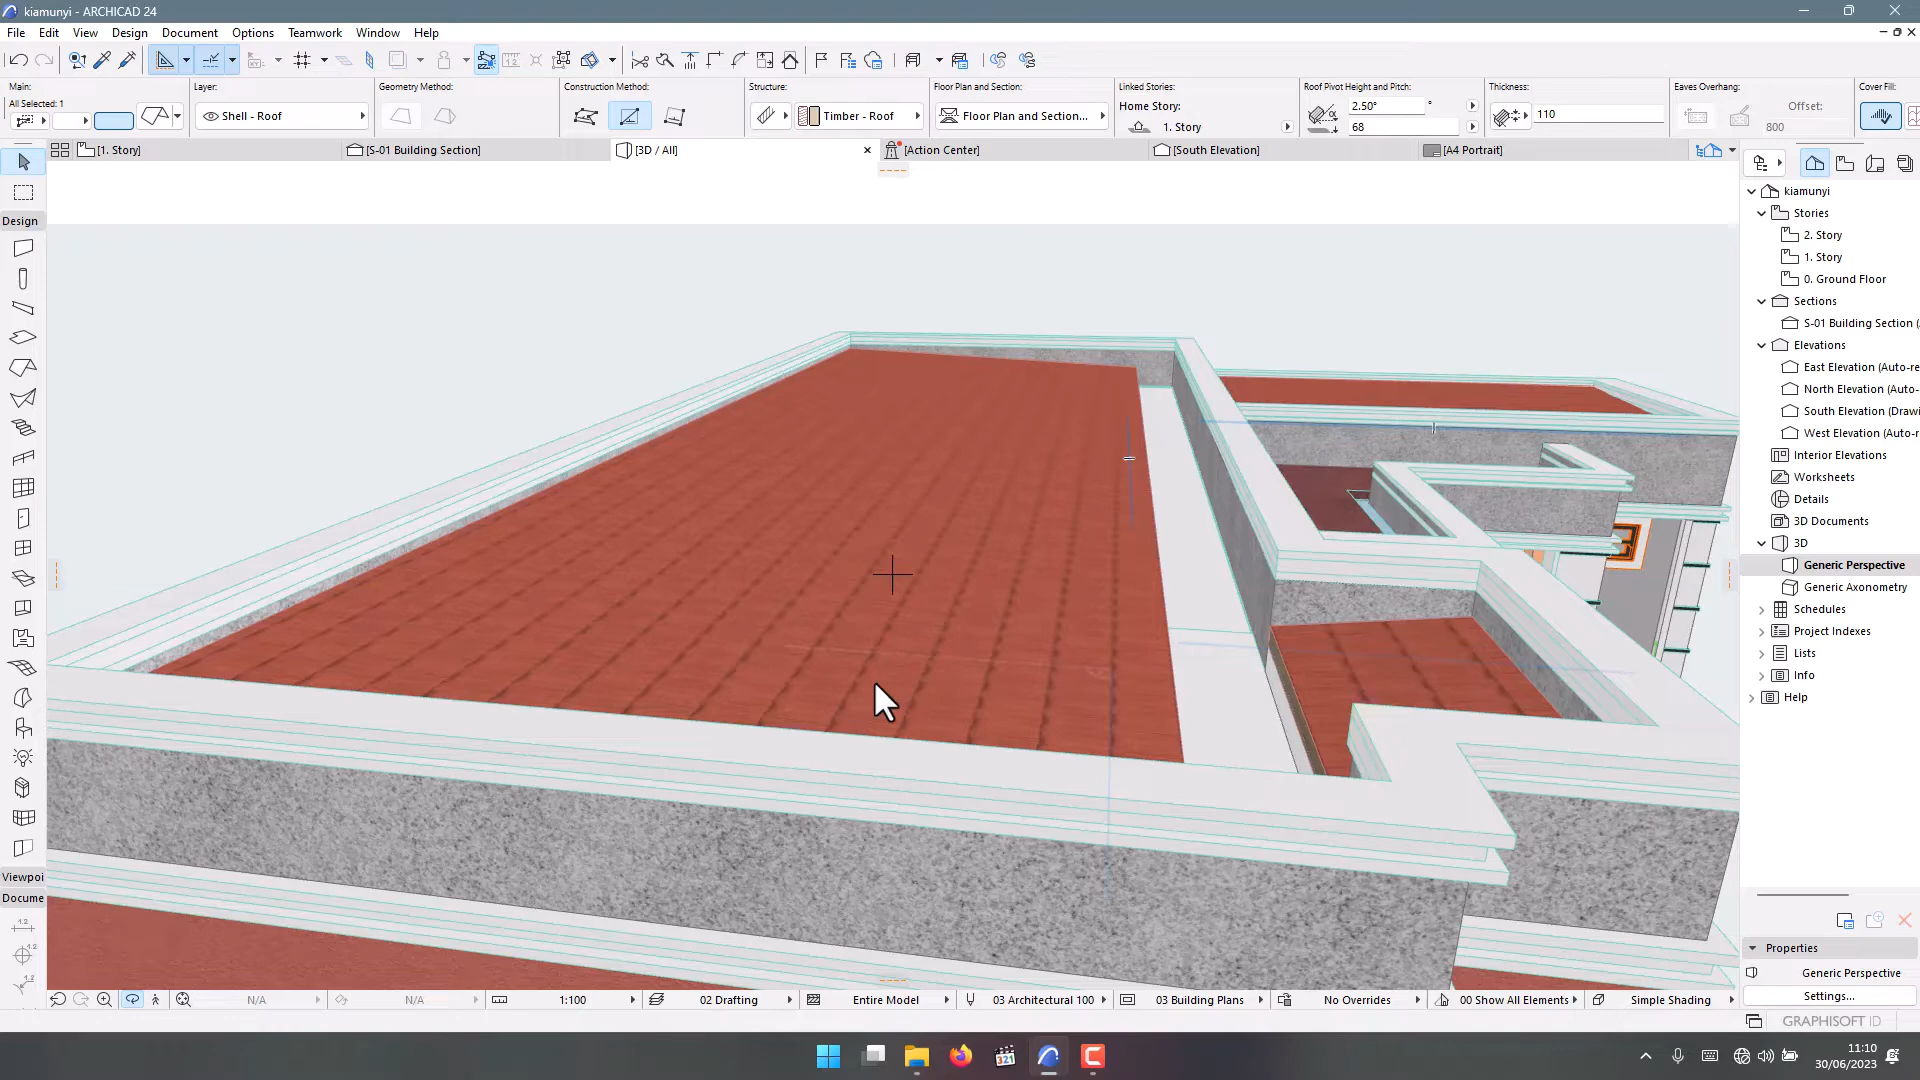 kiamunyi - ARCHICAD 24
File Edit View Design Document Options Teamwork Window Help
Main:
All Selected: 1
Layer:
Shell - Roof
Geometry Method:
Construction Method:
Structure:
Timber - Roof
Floor Plan and Section:
Floor Plan and Section...
Linked Stories:
Home Story:
1. Story
Roof Pivot Height and Pitch:
2.50° °
68
Thickness:
110
Eaves Overhang:
Offset:
800
Cover Fill:
[1. Story]
[S-01 Building Section]
[3D / All]
[Action Center]
[South Elevation]
[A4 Portrait]
Design
Viewpoi
Docume
kiamunyi
Stories
2. Story
1. Story
0. Ground Floor
Sections
S-01 Building Section (
Elevations
East Elevation (Auto-re
North Elevation (Auto-
South Elevation (Drawi
West Elevation (Auto-r
Interior Elevations
Worksheets
Details
3D Documents
3D
Generic Perspective
Generic Axonometry
Schedules
Project Indexes
Lists
Info
Help
Properties
Generic Perspective
Settings...
N/A
N/A
1:100
02 Drafting
Entire Model
03 Architectural 100
03 Building Plans
No Overrides
00 Show All Elements
Simple Shading
GRAPHISOFT ID
11:10
30/06/2023